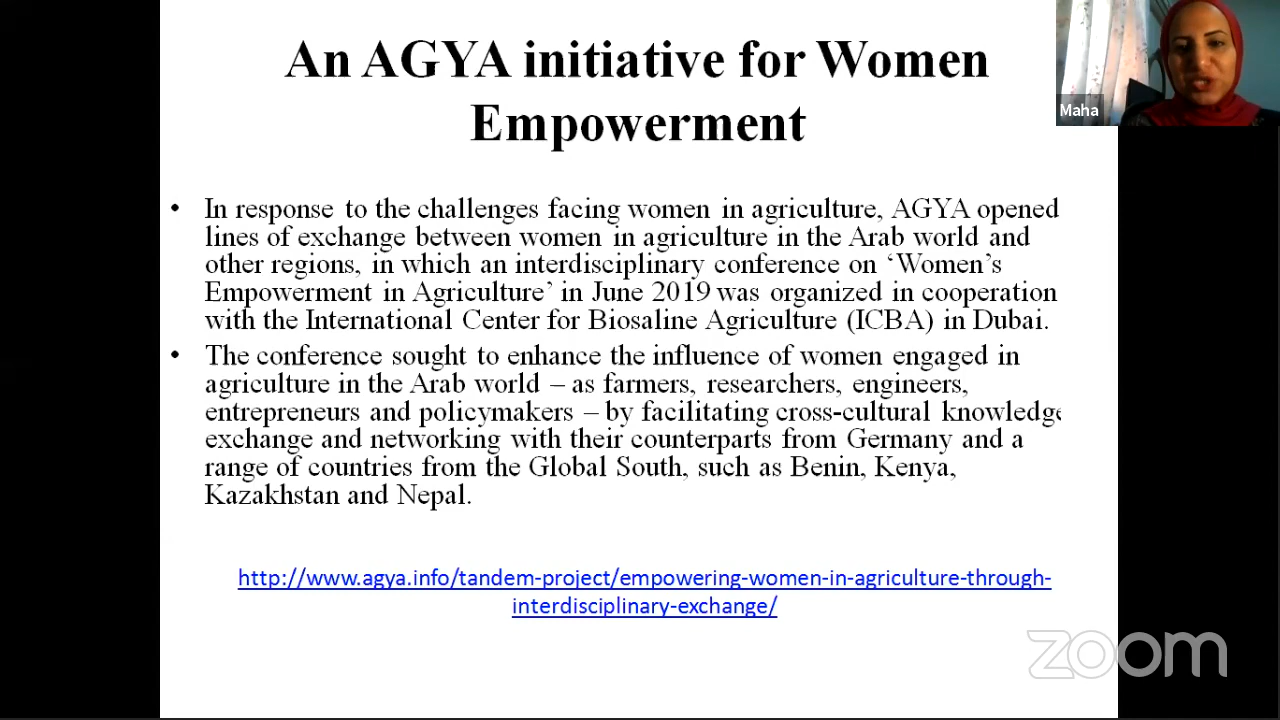 An AGYA initiative for Women
Empowerment
Maha
• In response to the challenges facing women in agriculture, AGYA opened
lines of exchange between women in agriculture in the Arab world and
other regions, in which an interdisciplinary conference on ‘Women’s
Empowerment in Agriculture’ in June 2019 was organized in cooperation
with the International Center for Biosaline Agriculture (ICBA) in Dubai.
• The conference sought to enhance the influence of women engaged in
agriculture in the Arab world – as farmers, researchers, engineers,
entrepreneurs and policymakers – by facilitating cross-cultural knowledge
exchange and networking with their counterparts from Germany and a
range of countries from the Global South, such as Benin, Kenya,
Kazakhstan and Nepal.
http://www.agya.info/tandem-project/empowering-women-in-agriculture-through-
interdisciplinary-exchange/
zoom